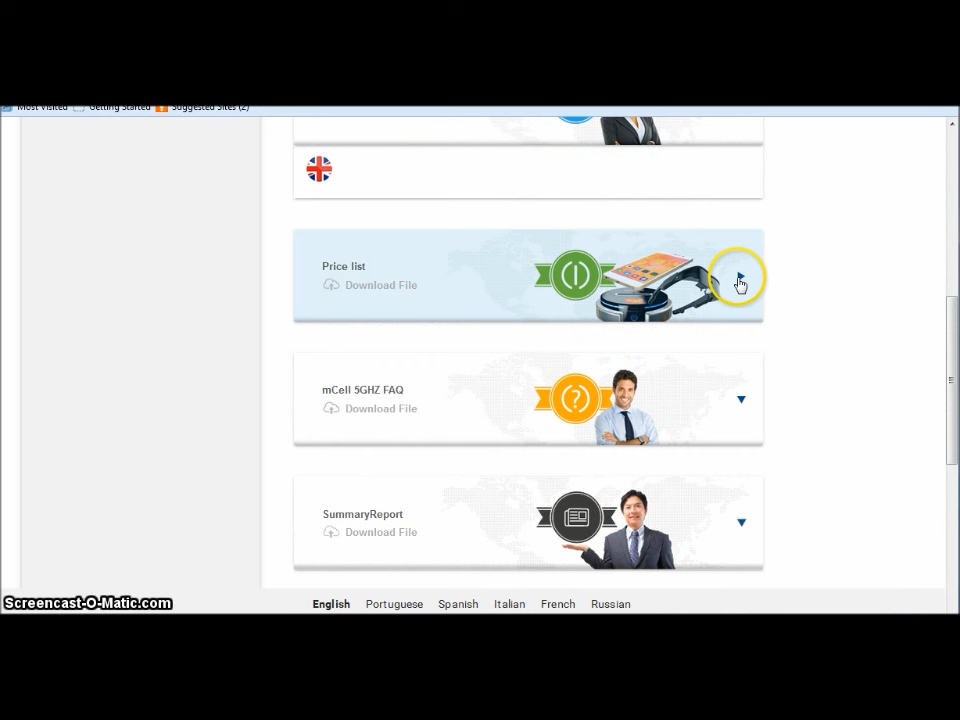 Most Visited Getting Started Suggested Sites (2)
Price list
Download File
mCell 5GHZ FAQ
Download File
SummaryReport
Download File
Screencast-O-Matic.com
English Portuguese Spanish Italian French Russian